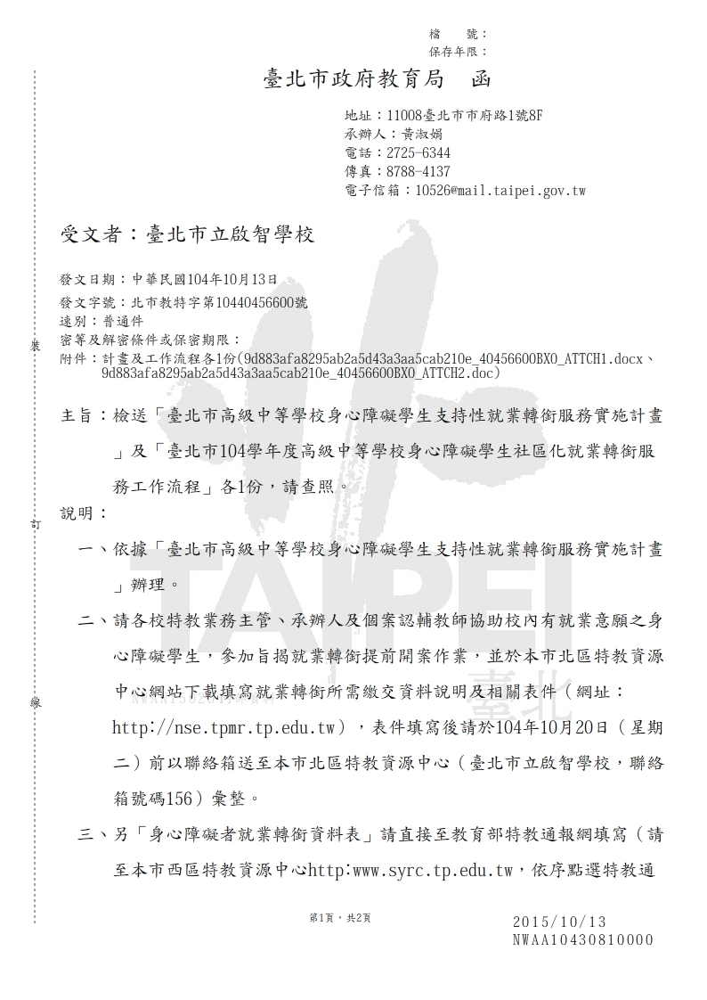 檔　　號：
保存年限：
臺北市政府教育局　函
地址：11008臺北市市府路1號8F
承辦人：黃淑娟
電話：2725-6344
傳真：8788-4137
電子信箱：10526@mail.taipei.gov.tw
受文者：臺北市立啟智學校
發文日期：中華民國104年10月13日
發文字號：北市教特字第10440456600號
速別：普通件
密等及解密條件或保密期限：
附件：計畫及工作流程各1份(9d883afa8295ab2a5d43a3aa5cab210e_40456600BX0_ATTCH1.docx、
9d883afa8295ab2a5d43a3aa5cab210e_40456600BX0_ATTCH2.doc)
主旨：檢送「臺北市高級中等學校身心障礙學生支持性就業轉銜服務實施計畫
」及「臺北市104學年度高級中等學校身心障礙學生社區化就業轉銜服
務工作流程」各1份，請查照。
說明：
一、依據「臺北市高級中等學校身心障礙學生支持性就業轉銜服務實施計畫
」辦理。
二、請各校特教業務主管、承辦人及個案認輔教師協助校內有就業意願之身
心障礙學生，參加旨揭就業轉銜提前開案作業，並於本市北區特教資源
中心網站下載填寫就業轉銜所需繳交資料說明及相關表件（網址：
http://nse.tpmr.tp.edu.tw），表件填寫後請於104年10月20日（星期
二）前以聯絡箱送至本市北區特教資源中心（臺北市立啟智學校，聯絡
箱號碼156）彙整。
三、另「身心障礙者就業轉銜資料表」請直接至教育部特教通報網填寫（請
至本市西區特教資源中心http:www.syrc.tp.edu.tw，依序點選特教通
裝
訂
線
TAIPEI
臺北
第1頁，共2頁
2015/10/13
NWAA10430810000